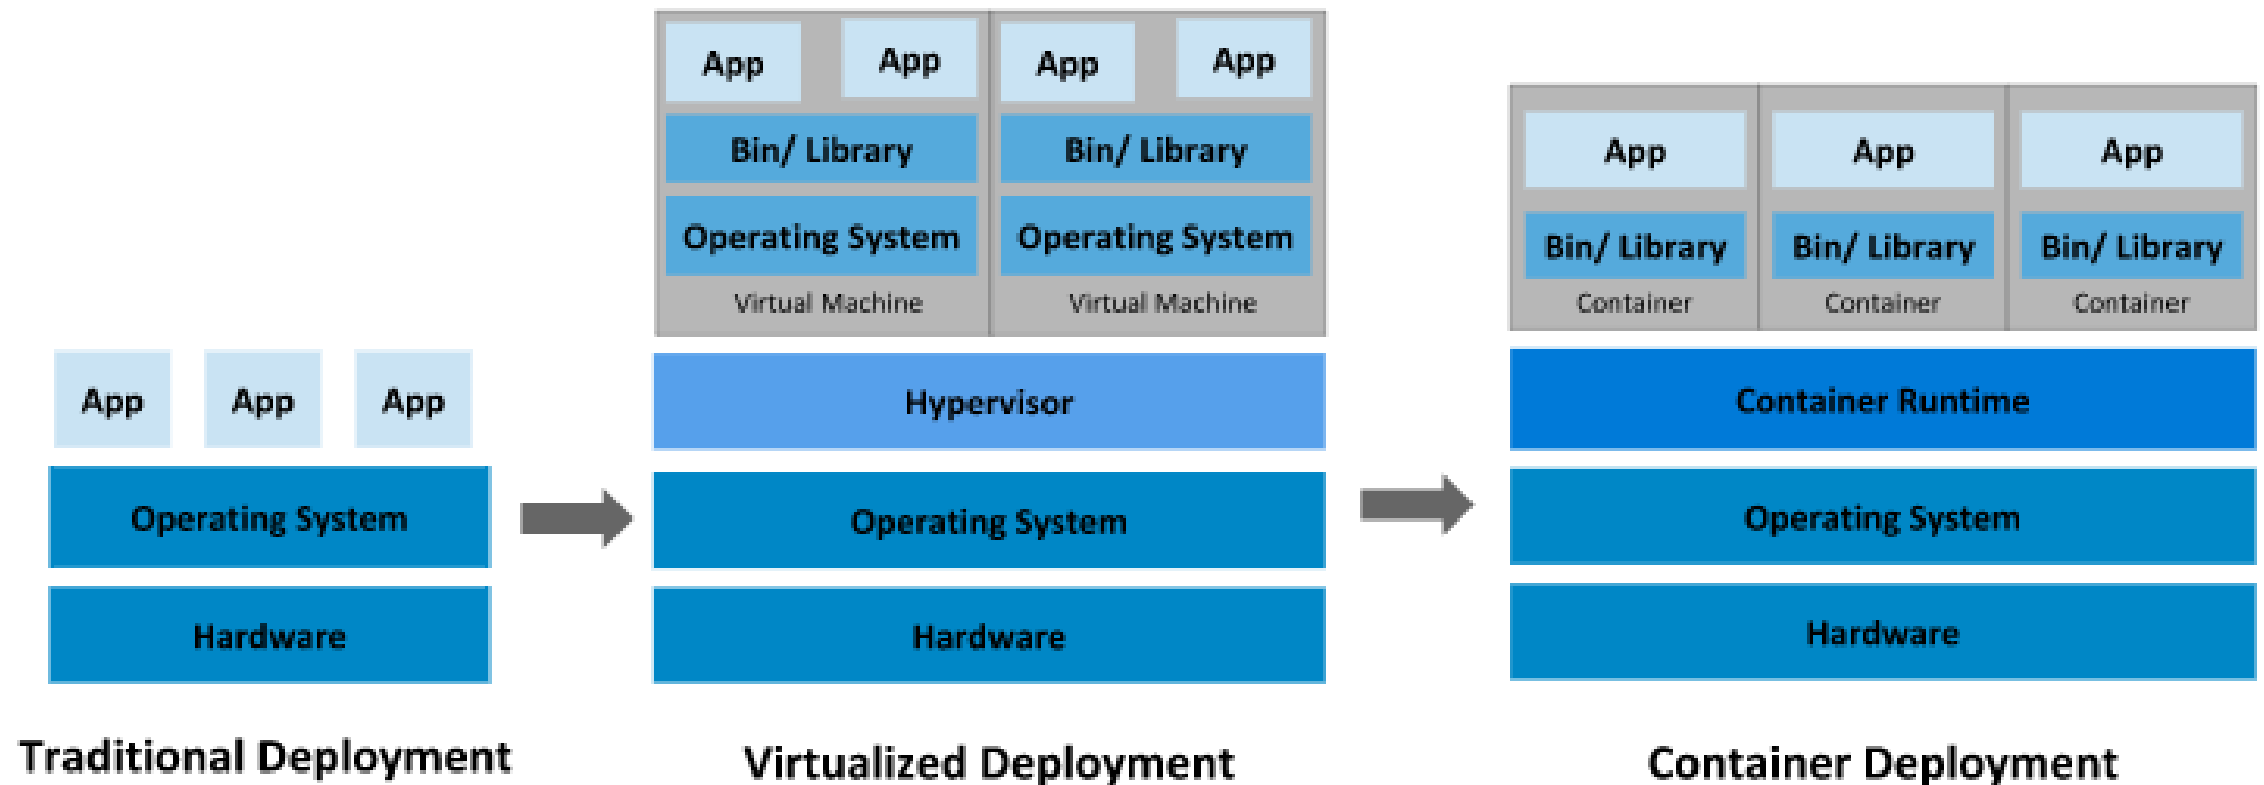 App
App
App
Operating System
Hardware
Traditional Deployment
App
App
App
App
Bin/ Library
Bin/ Library
Operating System
Operating System
Virtual Machine
Virtual Machine
Hypervisor
Operating System
Hardware
Virtualized Deployment
App
App
App
Bin/ Library
Bin/ Library
Bin/ Library
Container
Container
Container
Container Runtime
Operating System
Hardware
Container Deployment